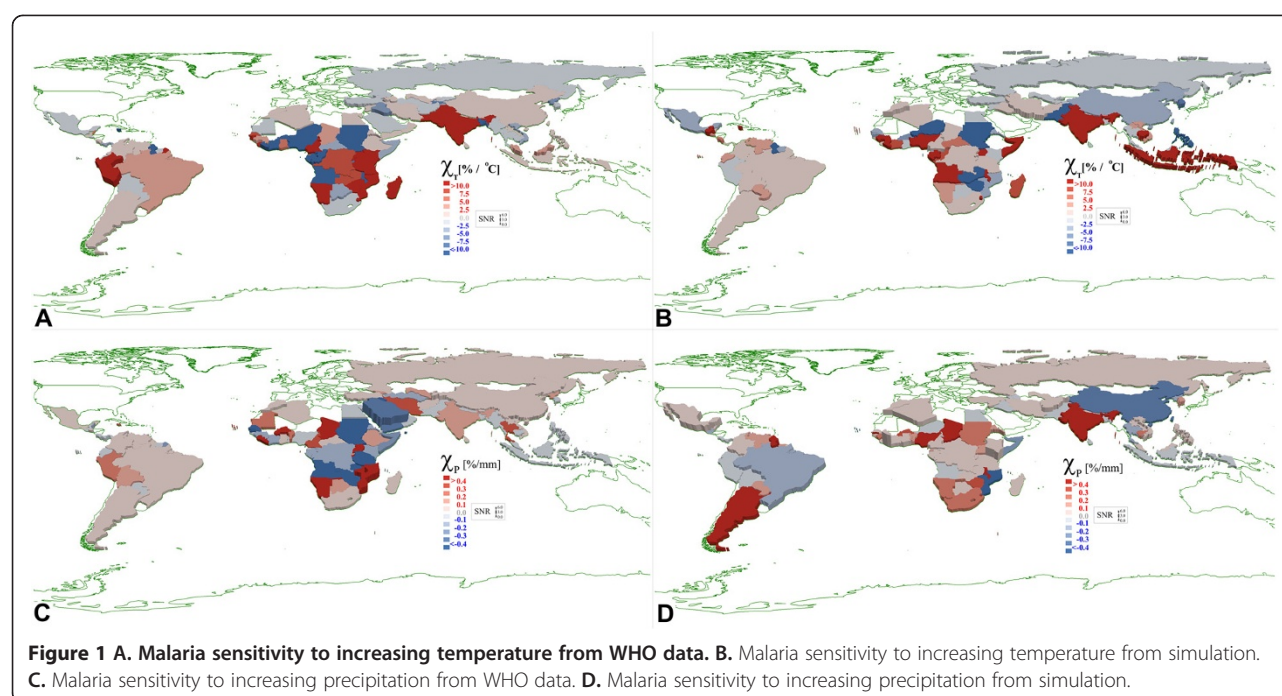 χT[% / °C]
>10.0
7.5
5.0
2.5
0.0
-2.5
-5.0
-7.5
<-10.0
SNR
A
χT[% / °C]
>10.0
7.5
5.0
2.5
0.0
-2.5
-5.0
-7.5
<-10.0
SNR
B
χP [%/mm]
> 0.4
0.3
0.2
0.1
0.0
-0.1
-0.2
-0.3
<-0.4
SNR
C
χP [%/mm]
> 0.4
0.3
0.2
0.1
0.0
-0.1
-0.2
-0.3
<-0.4
SNR
D
Figure 1 A. Malaria sensitivity to increasing temperature from WHO data. B. Malaria sensitivity to increasing temperature from simulation.
C. Malaria sensitivity to increasing precipitation from WHO data. D. Malaria sensitivity to increasing precipitation from simulation.